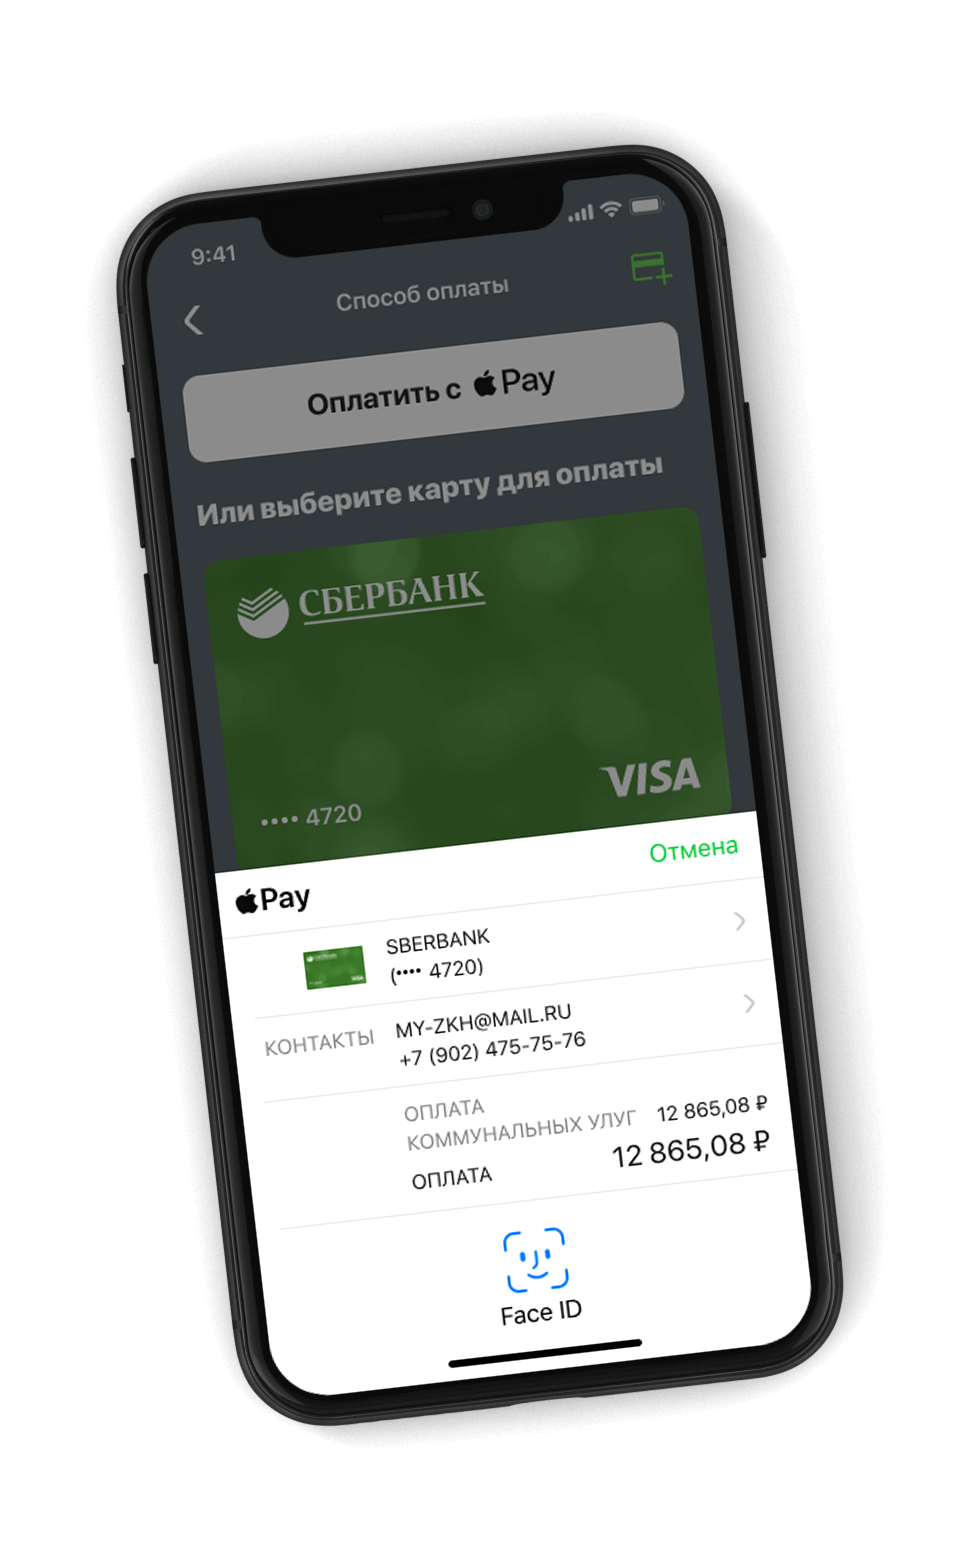 9:41
Способ оплаты
Оплатить с Pay
Или выберите карту для оплаты
СБЕРБАНК
•••• 4720
VISA
Pay
Отмена
SBERBANK
(•••• 4720)
КОНТАКТЫ
MY-ZKH@MAIL.RU
+7 (902) 475-75-76
ОПЛАТА
КОММУНАЛЬНЫХ УЛУГ 12 865,08 ₽
ОПЛАТА 12 865,08 ₽
Face ID